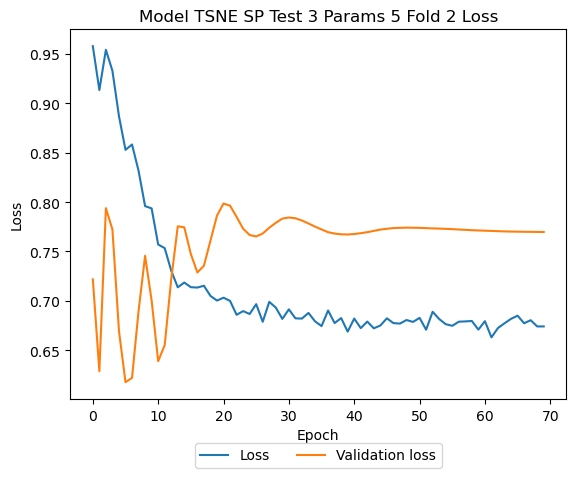 Model TSNE SP Test 3 Params 5 Fold 2 Loss
0.95
0.90
0.85
0.80
0.75
0.70
0.65
Loss
0 10 20 30 40 50 60 70
Epoch
Loss Validation loss